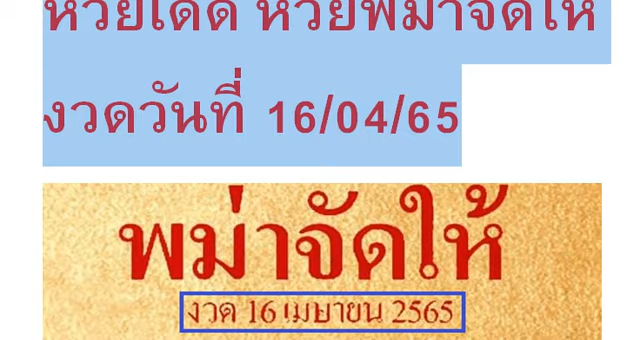 หวยเด็ด หวยพม่าจัดให้
งวดวันที่ 16/04/65
พม่าจัดให้
งวด 16 เมษายน 2565